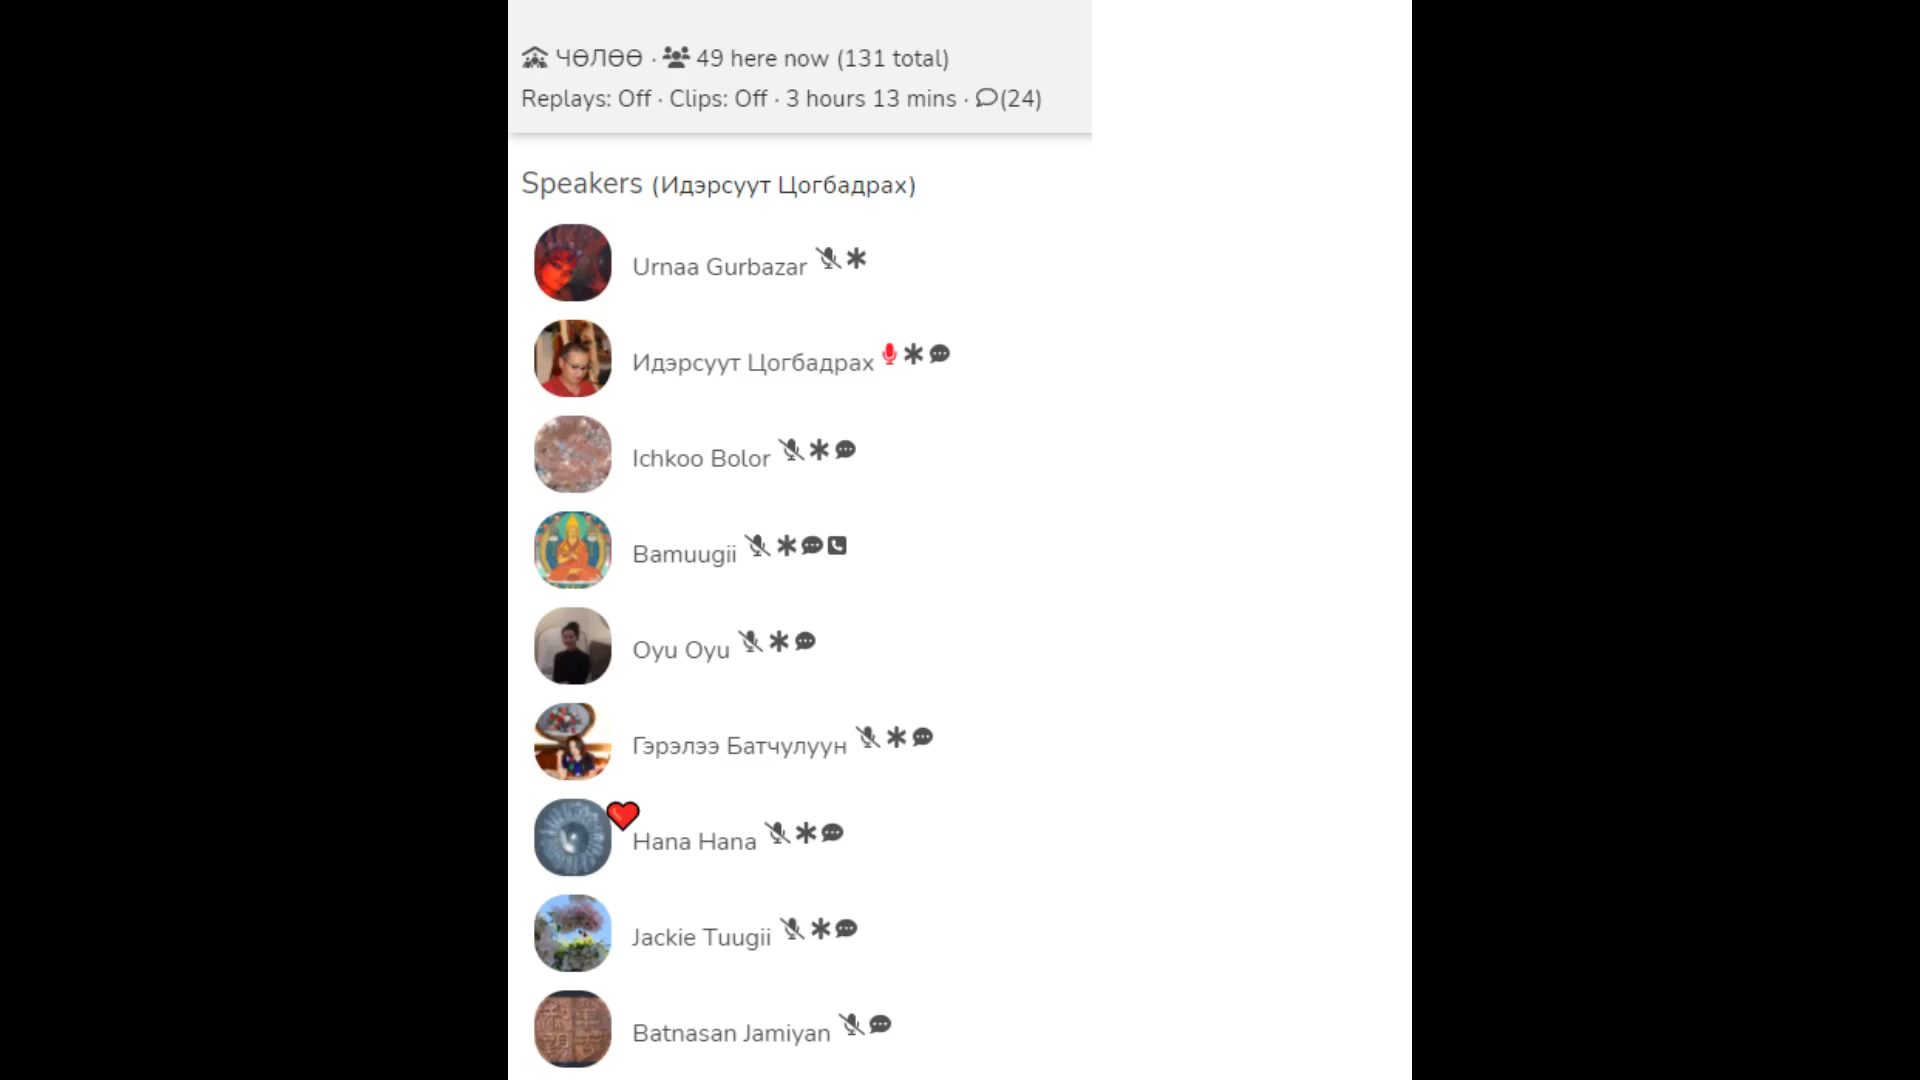 ЧӨЛӨӨ · 49 here now (131 total)
Replays: Off · Clips: Off · 3 hours 13 mins · (24)
Speakers (Идэрсуут Цогбадрах)
Urnaa Gurbazar
Идэрсуут Цогбадрах
Ichkoo Bolor
Bamuugii
Oyu Oyu
Гэрэлээ Батчулуун
Hana Hana
Jackie Tuugii
Batnasan Jamiyan